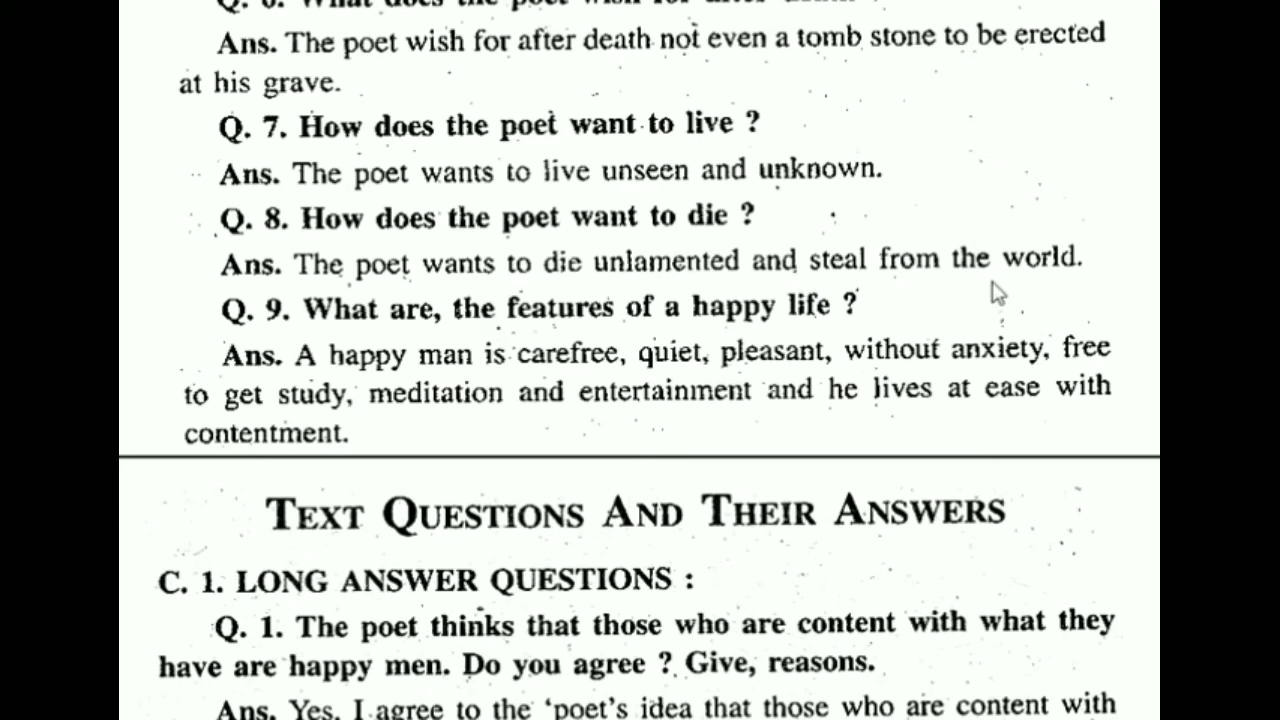 Ans. The poet wish for after death not even a tomb stone to be erected
at his grave.
Q. 7. How does the poet want to live ?
Ans. The poet wants to live unseen and unknown.
Q. 8. How does the poet want to die ?
Ans. The poet wants to die unlamented and steal from the world.
Q. 9. What are, the features of a happy life ?
Ans. A happy man is carefree, quiet, pleasant, without anxiety, free
to get study, meditation and entertainment and he lives at ease with
contentment.
TEXT QUESTIONS AND THEIR ANSWERS
C. 1. LONG ANSWER QUESTIONS :
Q. 1. The poet thinks that those who are content with what they
have are happy men. Do you agree ? Give, reasons.
Ans. Yes, I agree to the 'poet's idea that those who are content with